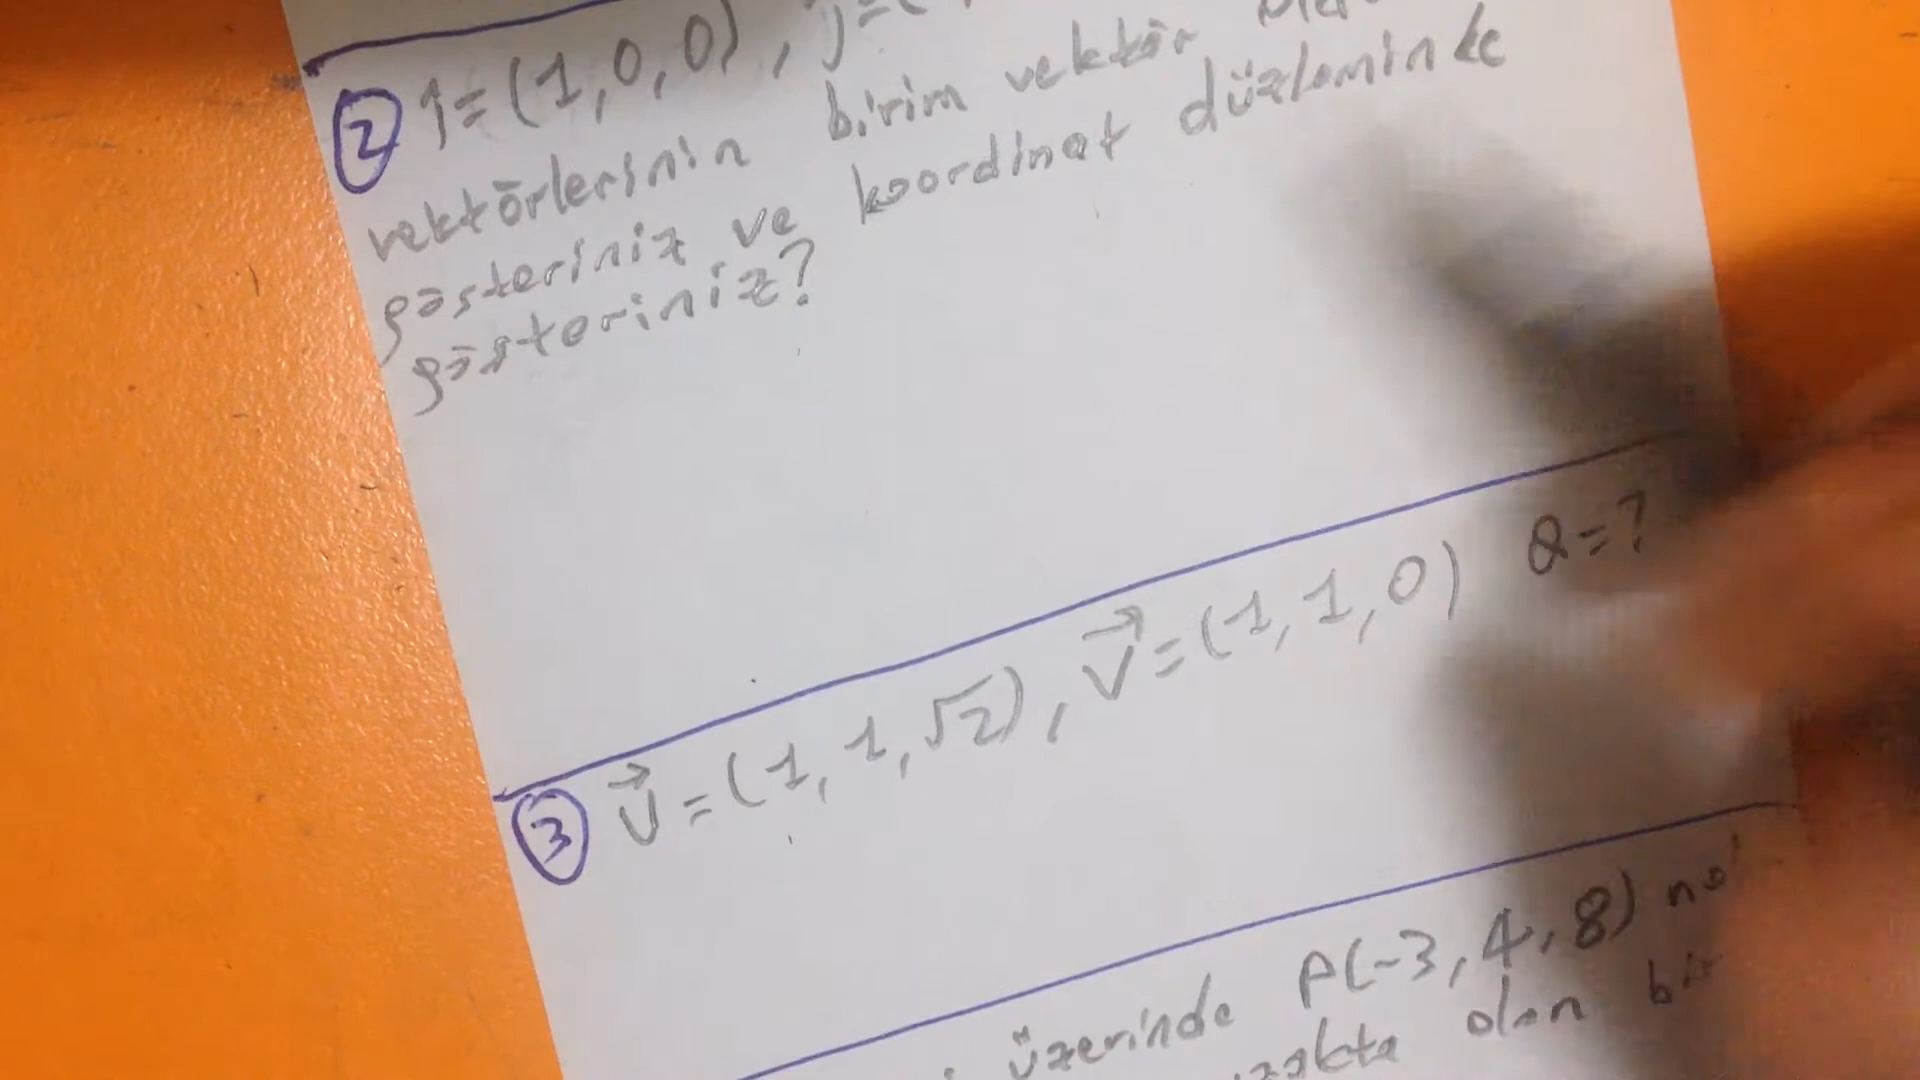 ② î=(1,0,0), j=(
vektörlerinin birim vektör
gösteriniz ve koordinat düzleminde
gösteriniz?
③ U⃗=(1,1,√2), V⃗=(-1,1,0) Q=?
üzerinde P(-3,4,8)
olan